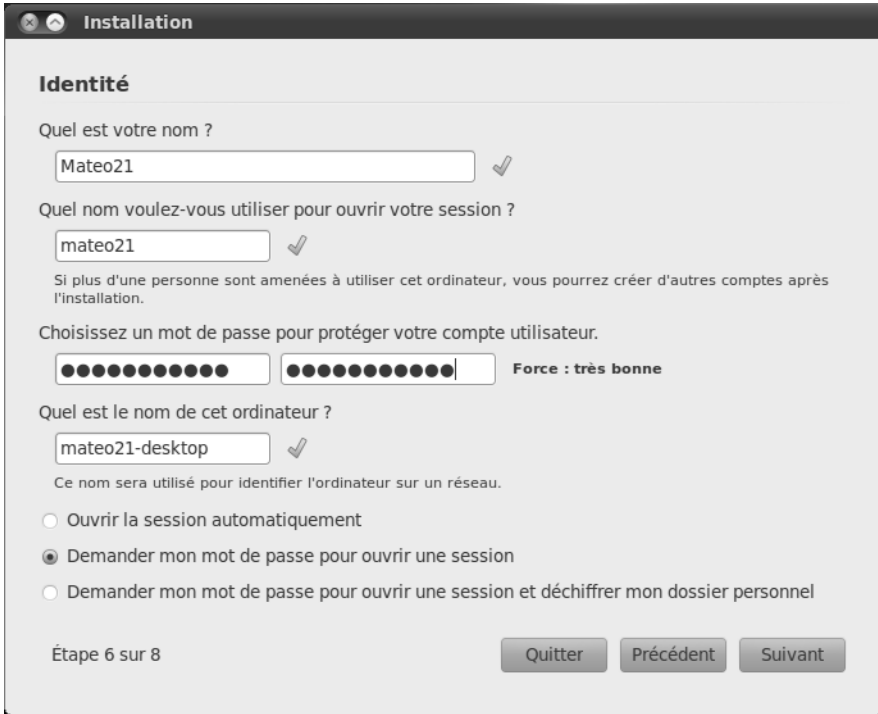 Installation
Identité
Quel est votre nom ?
Mateo21
Quel nom voulez-vous utiliser pour ouvrir votre session ?
mateo21
Si plus d'une personne sont amenées à utiliser cet ordinateur, vous pourrez créer d'autres comptes après
l'installation.
Choisissez un mot de passe pour protéger votre compte utilisateur.
●●●●●●●●●●● ●●●●●●●●●●● Force : très bonne
Quel est le nom de cet ordinateur ?
mateo21-desktop
Ce nom sera utilisé pour identifier l'ordinateur sur un réseau.
Ouvrir la session automatiquement
Demander mon mot de passe pour ouvrir une session
Demander mon mot de passe pour ouvrir une session et déchiffrer mon dossier personnel
Étape 6 sur 8 Quitter Précédent Suivant